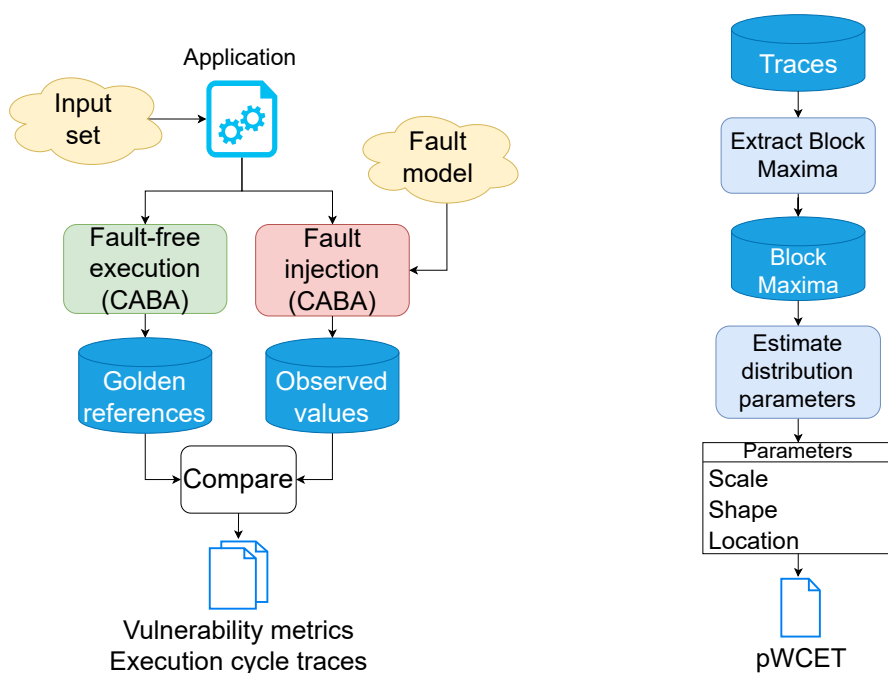 Application
Input
set
Fault
model
Fault-free
execution
(CABA)
Fault
injection
(CABA)
Golden
references
Observed
values
Compare
Vulnerability metrics
Execution cycle traces
Traces
Extract Block
Maxima
Block
Maxima
Estimate
distribution
parameters
Parameters
Scale
Shape
Location
pWCET